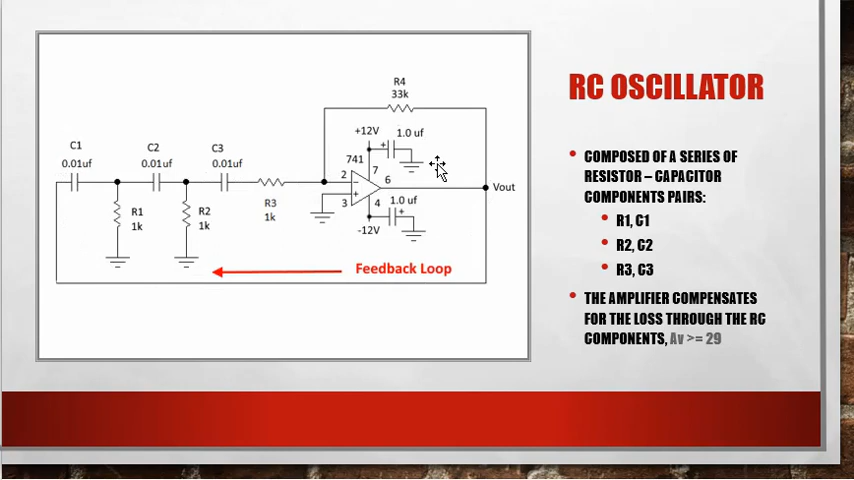 RC OSCILLATOR
COMPOSED OF A SERIES OF
RESISTOR – CAPACITOR
COMPONENTS PAIRS:
R1, C1
R2, C2
R3, C3
THE AMPLIFIER COMPENSATES
FOR THE LOSS THROUGH THE RC
COMPONENTS, Av >= 29
R4
33k
+12V
1.0 uf
+
C1
0.01uf
C2
0.01uf
C3
0.01uf
741
7
2
-
6
+
3
4
1.0 uf
+
-12V
Vout
R1
1k
R2
1k
R3
1k
Feedback Loop